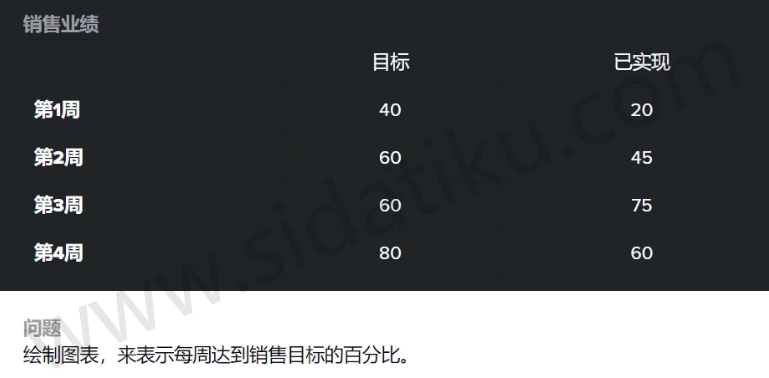 销售业绩
目标 已实现
第1周 40 20
第2周 60 45
第3周 60 75
第4周 80 60
www.sidatiku.com
问题
绘制图表，来表示每周达到销售目标的百分比。